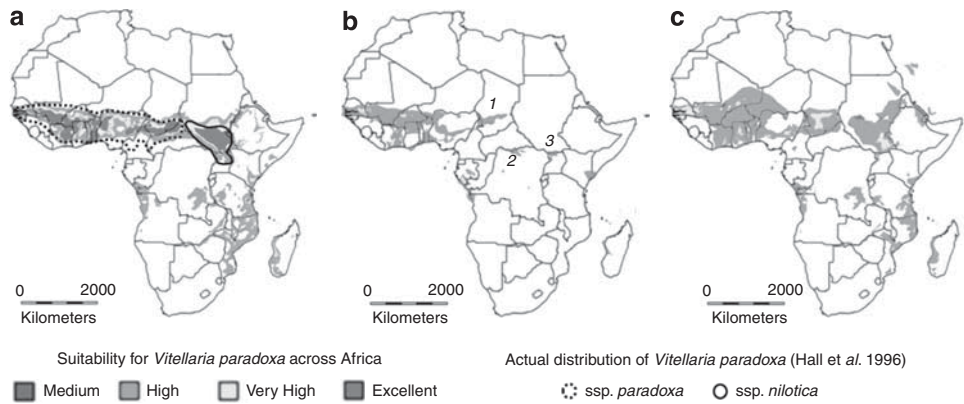 a b c
1
2
3
0 2000
Kilometers
0 2000
Kilometers
0 2000
Kilometers
Suitability for Vitellaria paradoxa across Africa
Medium High Very High Excellent
Actual distribution of Vitellaria paradoxa (Hall et al. 1996)
ssp. paradoxa ssp. nilotica